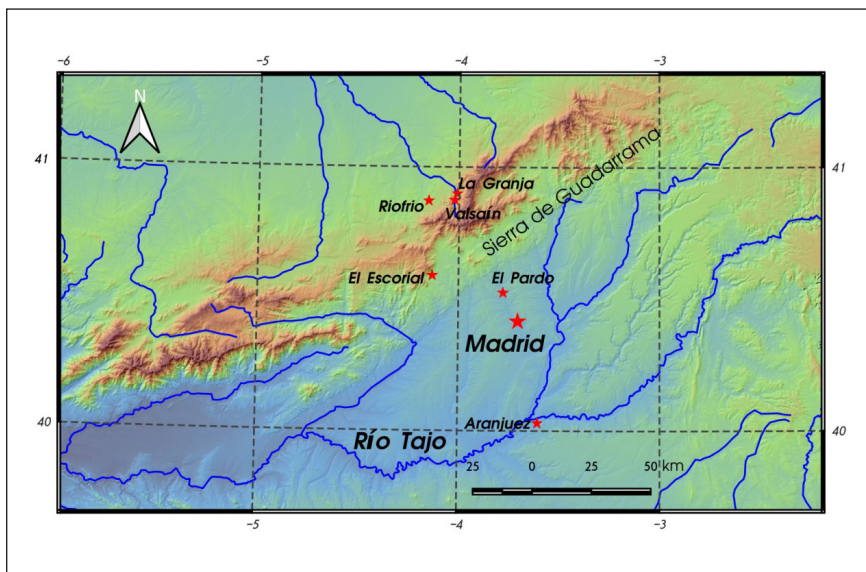 -6 -5 -4 -3
N
41 41
La Granja
Riofrio Valsaín
Sierra de Guadarrama
El Escorial El Pardo
Madrid
40 Aranjuez 40
Río Tajo
25 0 25 50 km
-5 -4 -3